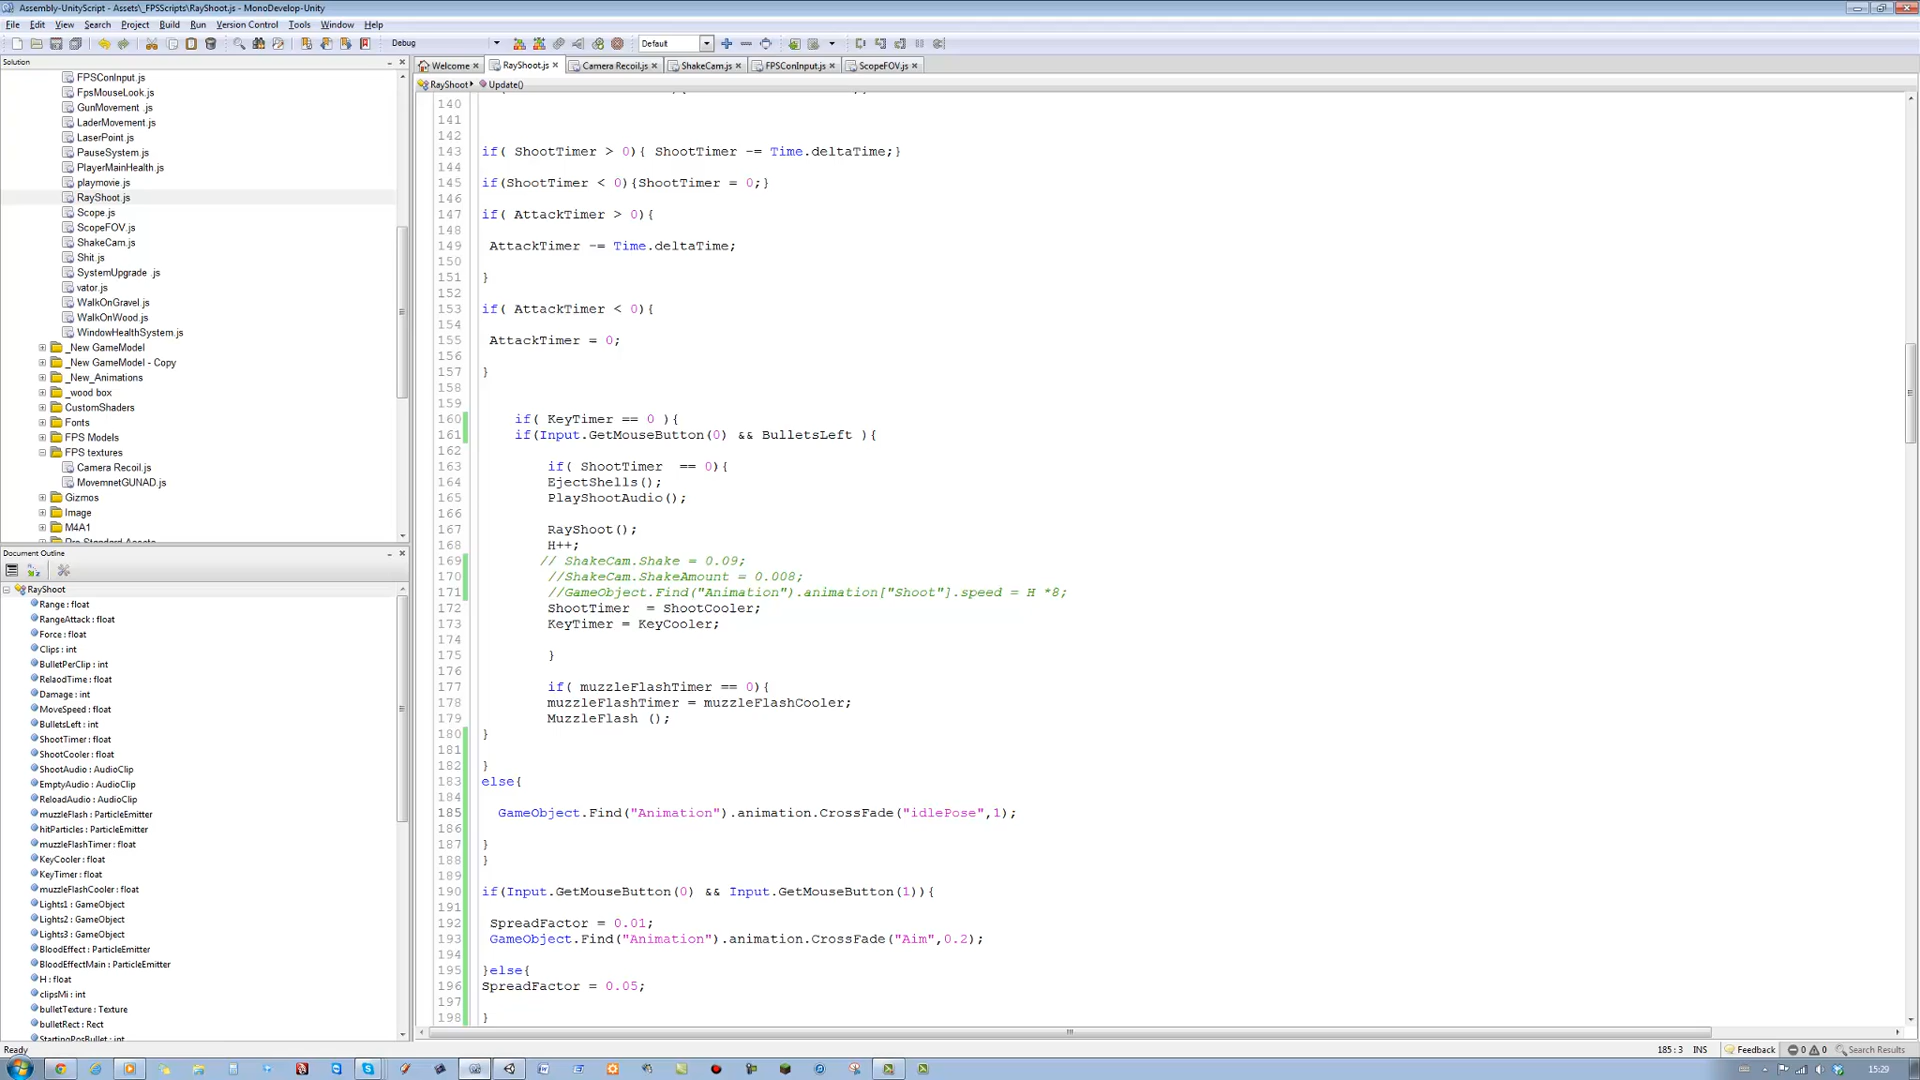 Assembly-UnityScript - Assets\_FPSScripts\RayShoot.js - MonoDevelop-Unity
File Edit View Search Project Build Run Version Control Tools Window Help
Debug Default
Solution
Welcome RayShoot.js Camera Recoil.js ShakeCam.js FPSConInput.js ScopeFOV.js
RayShoot Update()
FPSConInput.js
FpsMouseLook.js
GunMovement .js
LaderMovement.js
LaserPoint.js
PauseSystem.js
PlayerMainHealth.js
playmovie.js
RayShoot.js
Scope.js
ScopeFOV.js
ShakeCam.js
Shit.js
SystemUpgrade .js
vator.js
WalkOnGravel.js
WalkOnWood.js
WindowHealthSystem.js
_New GameModel
_New GameModel - Copy
_New_Animations
_wood box
CustomShaders
Fonts
FPS Models
FPS textures
Camera Recoil.js
MovemnetGUNAD.js
Gizmos
Image
M4A1
Pro Standard Assets
Document Outline
RayShoot
Range : float
RangeAttack : float
Force : float
Clips : int
BulletPerClip : int
RelaodTime : float
Damage : int
MoveSpeed : float
BulletsLeft : int
ShootTimer : float
ShootCooler : float
ShootAudio : AudioClip
EmptyAudio : AudioClip
ReloadAudio : AudioClip
muzzleFlash : ParticleEmitter
hitParticles : ParticleEmitter
muzzleFlashTimer : float
KeyCooler : float
KeyTimer : float
muzzleFlashCooler : float
Lights1 : GameObject
Lights2 : GameObject
Lights3 : GameObject
BloodEffect : ParticleEmitter
BloodEffectMain : ParticleEmitter
H : float
clipsMi : int
bulletTexture : Texture
bulletRect : Rect
StartingPosBullet : int
140
141
142
143 if( ShootTimer > 0){ ShootTimer -= Time.deltaTime;}
144
145 if(ShootTimer < 0){ShootTimer = 0;}
146
147 if( AttackTimer > 0){
148
149 AttackTimer -= Time.deltaTime;
150
151 }
152
153 if( AttackTimer < 0){
154
155 AttackTimer = 0;
156
157 }
158
159
160 if( KeyTimer == 0 ){
161 if(Input.GetMouseButton(0) && BulletsLeft ){
162
163 if( ShootTimer  == 0){
164 EjectShells();
165 PlayShootAudio();
166
167 RayShoot();
168 H++;
169 // ShakeCam.Shake = 0.09;
170 //ShakeCam.ShakeAmount = 0.008;
171 //GameObject.Find("Animation").animation["Shoot"].speed = H *8;
172 ShootTimer  = ShootCooler;
173 KeyTimer = KeyCooler;
174
175 }
176
177 if( muzzleFlashTimer == 0){
178 muzzleFlashTimer = muzzleFlashCooler;
179 MuzzleFlash ();
180 }
181
182 }
183 else{
184
185 GameObject.Find("Animation").animation.CrossFade("idlePose",1);
186
187 }
188 }
189
190 if(Input.GetMouseButton(0) && Input.GetMouseButton(1)){
191
192 SpreadFactor = 0.01;
193 GameObject.Find("Animation").animation.CrossFade("Aim",0.2);
194
195 }else{
196 SpreadFactor = 0.05;
197
198 }
Ready 185 : 3 INS Feedback 0 0 Search Results
15:29